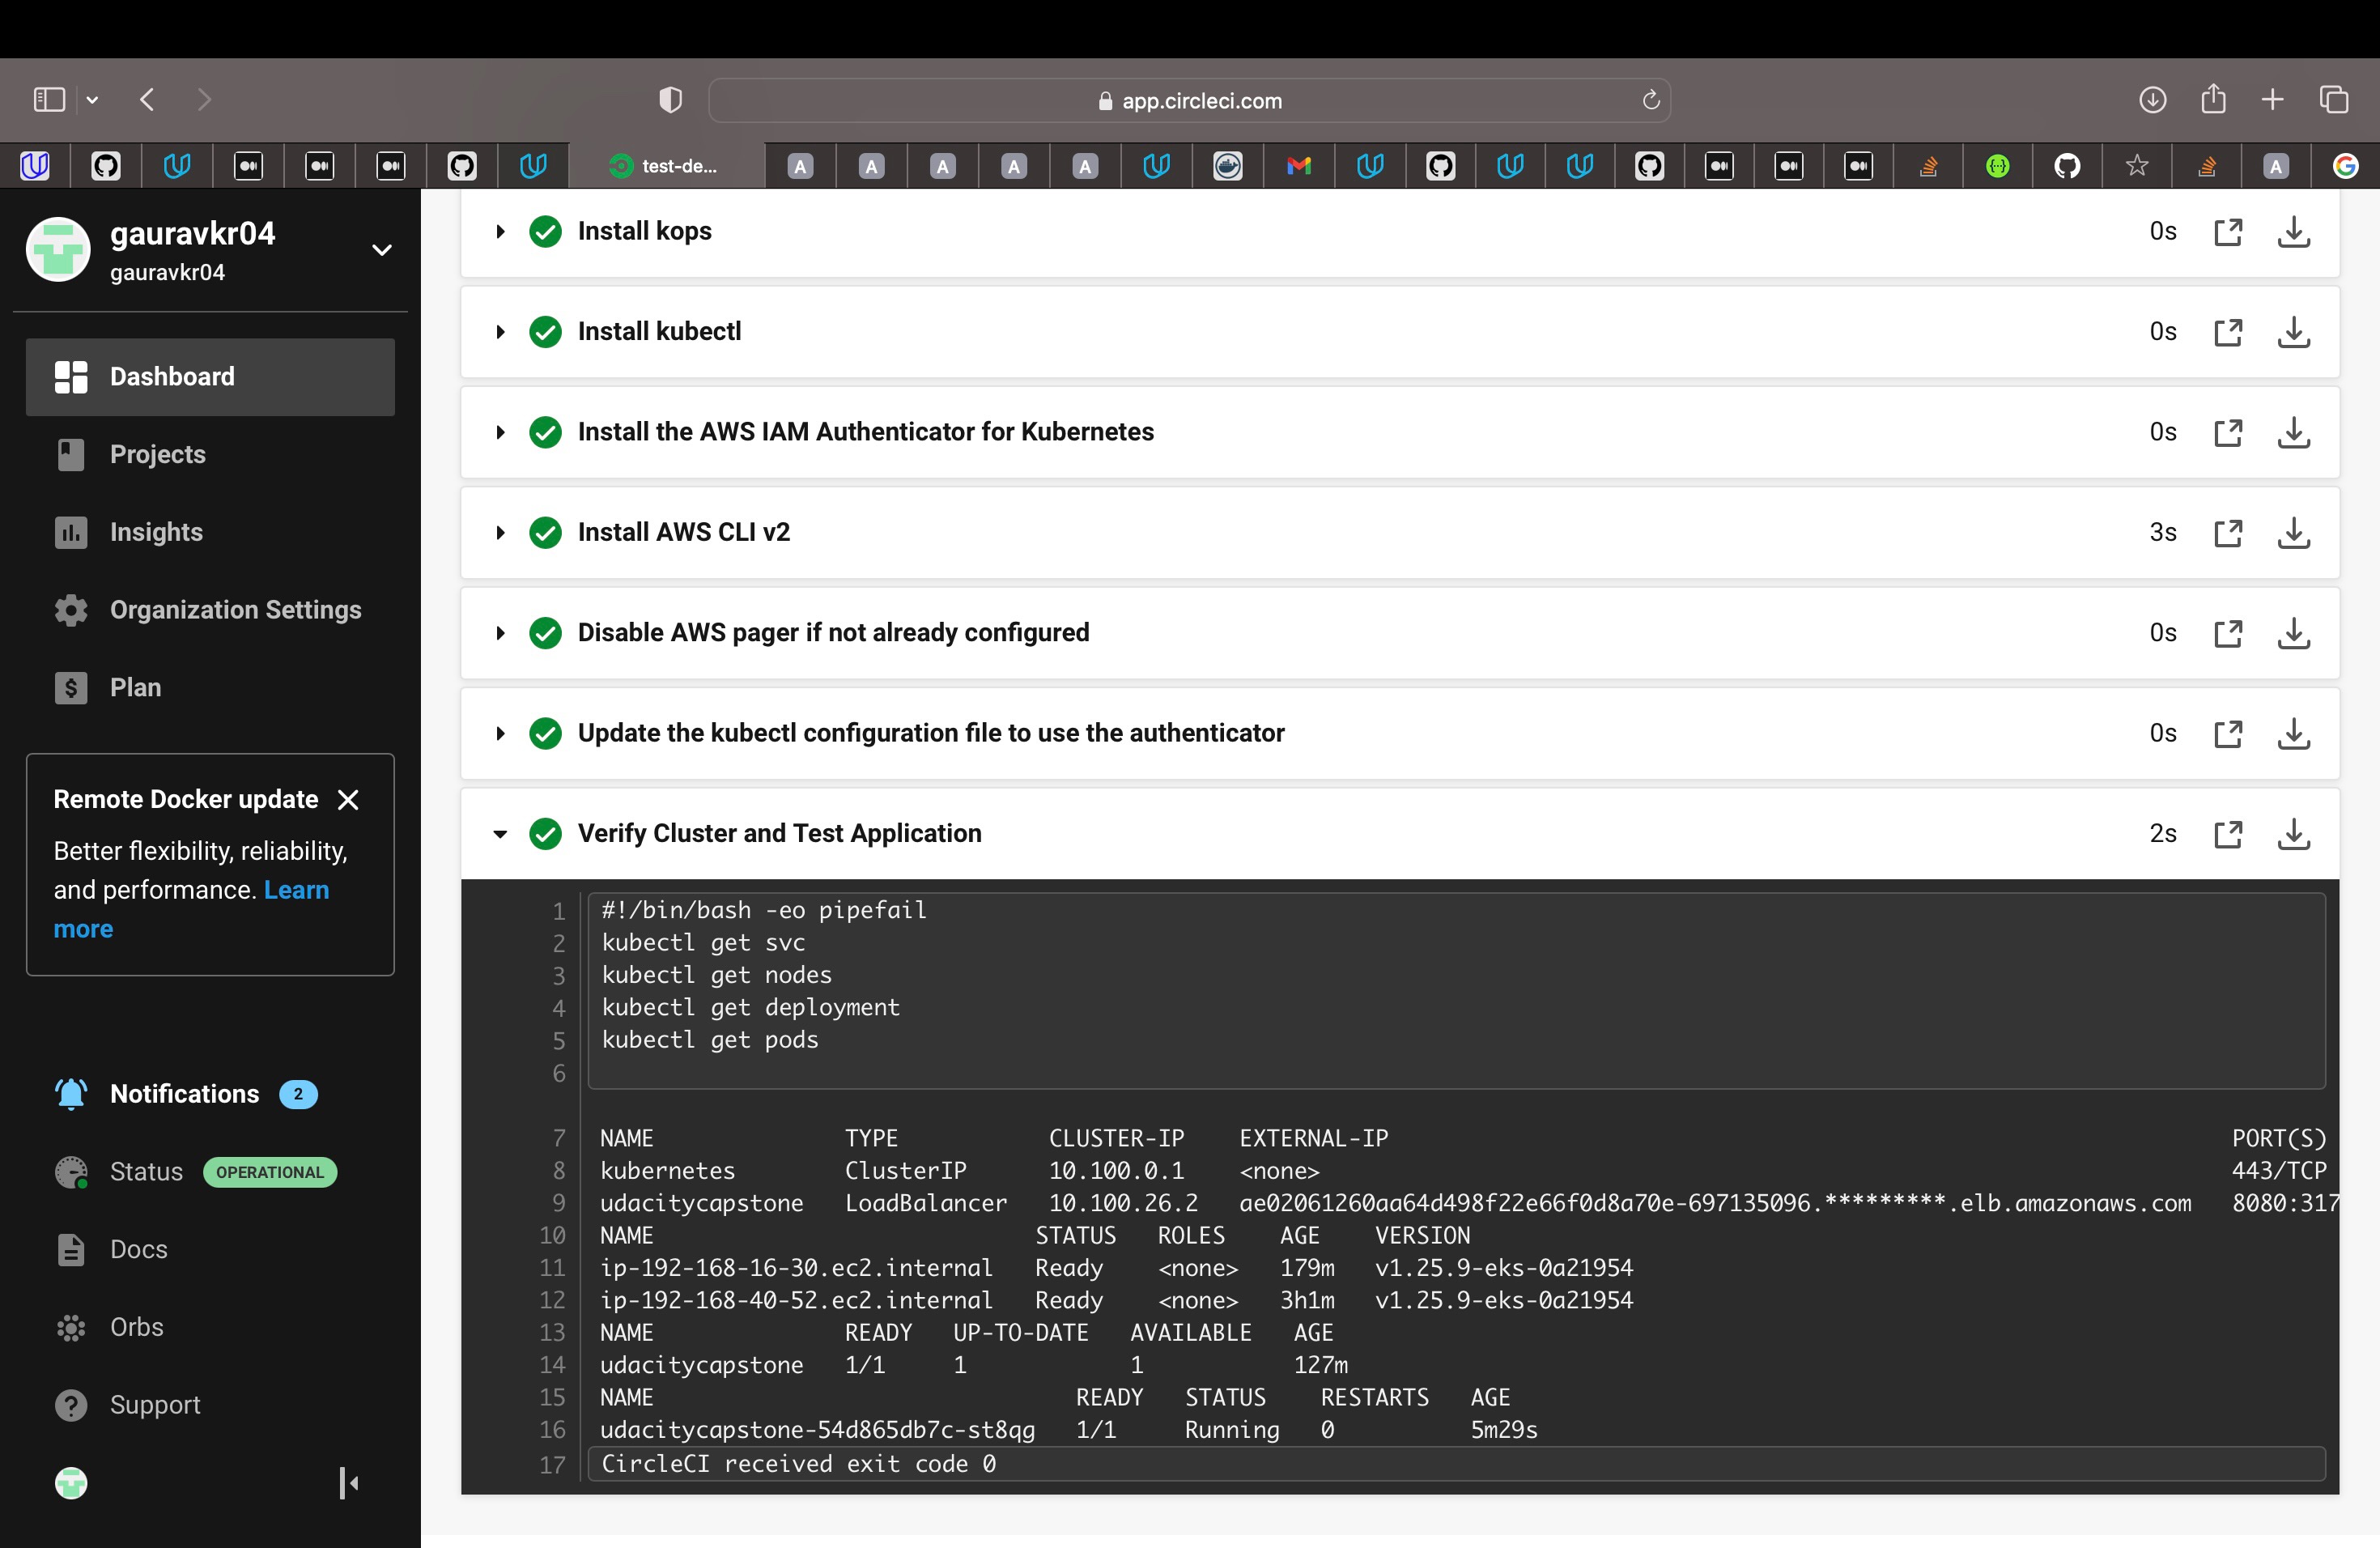 app.circleci.com
test-de...
A
A
A
A
A
A
gauravkr04
gauravkr04
Dashboard
Projects
Insights
Organization Settings
Plan
Remote Docker update
Better flexibility, reliability,
and performance. Learn
more
Notifications 2
Status OPERATIONAL
Docs
Orbs
Support
Install kops 0s
Install kubectl 0s
Install the AWS IAM Authenticator for Kubernetes 0s
Install AWS CLI v2 3s
Disable AWS pager if not already configured 0s
Update the kubectl configuration file to use the authenticator 0s
Verify Cluster and Test Application 2s
1 #!/bin/bash -eo pipefail
2 kubectl get svc
3 kubectl get nodes
4 kubectl get deployment
5 kubectl get pods
6
7 NAME TYPE CLUSTER-IP EXTERNAL-IP PORT(S)
8 kubernetes ClusterIP 10.100.0.1 <none> 443/TCP
9 udacitycapstone LoadBalancer 10.100.26.2 ae02061260aa64d498f22e66f0d8a70e-697135096.*********.elb.amazonaws.com 8080:317
10 NAME STATUS ROLES AGE VERSION
11 ip-192-168-16-30.ec2.internal Ready <none> 179m v1.25.9-eks-0a21954
12 ip-192-168-40-52.ec2.internal Ready <none> 3h1m v1.25.9-eks-0a21954
13 NAME READY UP-TO-DATE AVAILABLE AGE
14 udacitycapstone 1/1 1 1 127m
15 NAME READY STATUS RESTARTS AGE
16 udacitycapstone-54d865db7c-st8qg 1/1 Running 0 5m29s
17 CircleCI received exit code 0